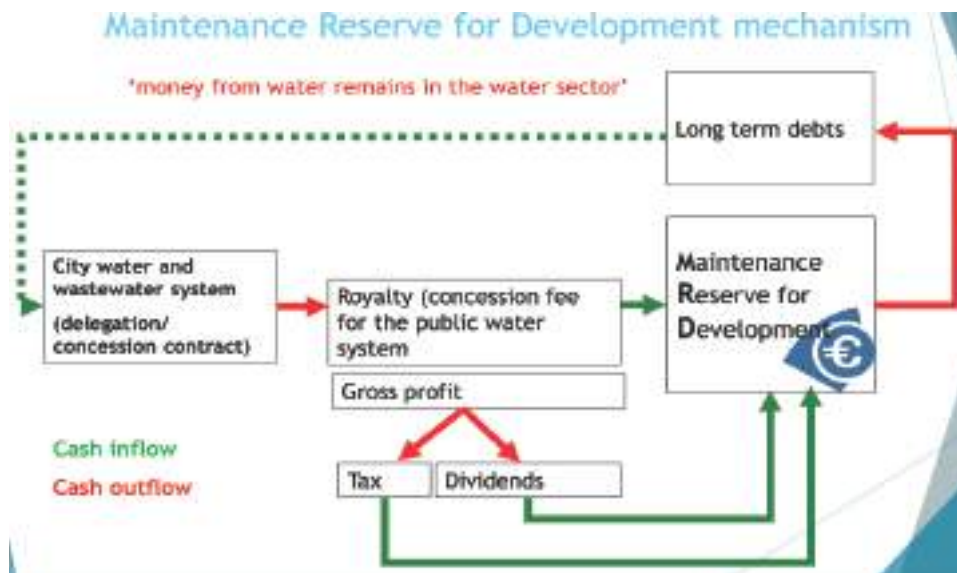 Maintenance Reserve for Development mechanism
'money from water remains in the water sector'
Long term debts
City water and
wastewater system
(delegation/
concession contract)
Royalty (concession fee
for the public water
system
Maintenance
Reserve for
Development
€
Gross profit
Tax
Dividends
Cash inflow
Cash outflow